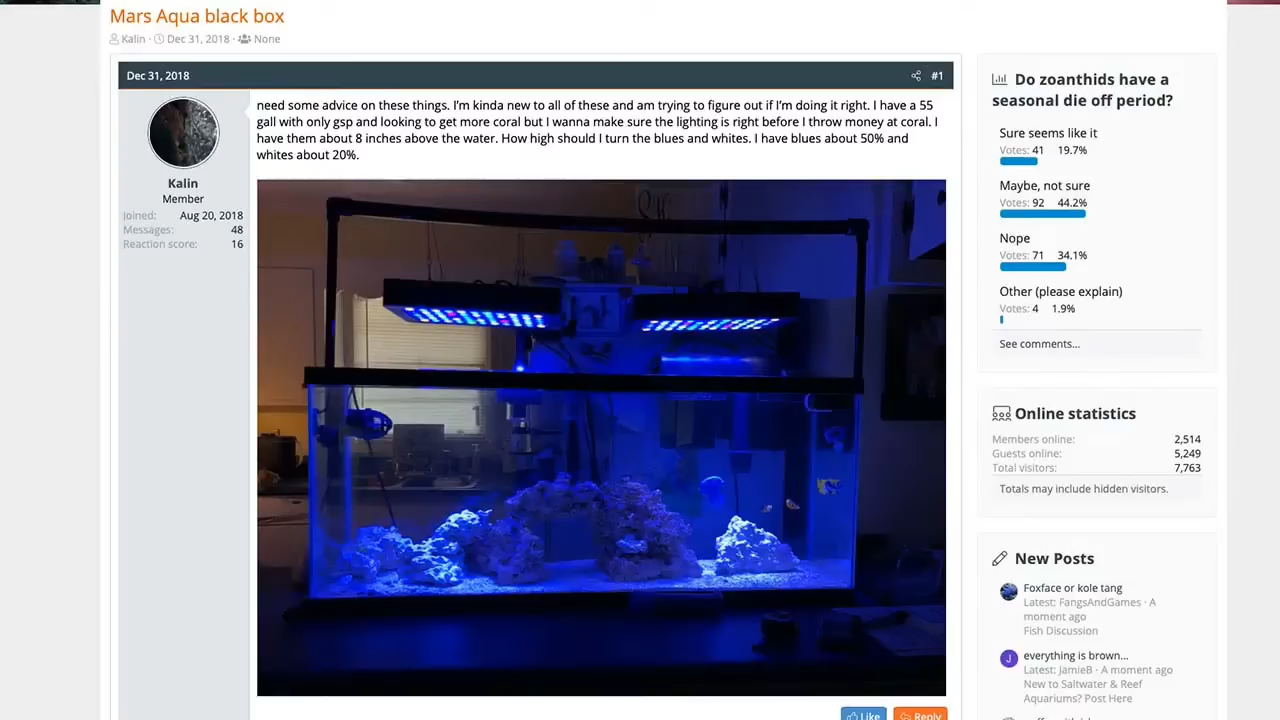 Mars Aqua black box
Kalin · Dec 31, 2018 · None
Dec 31, 2018
#1
Kalin
Member
Joined: Aug 20, 2018
Messages: 48
Reaction score: 16
need some advice on these things. I'm kinda new to all of these and am trying to figure out if I'm doing it right. I have a 55
gall with only gsp and looking to get more coral but I wanna make sure the lighting is right before I throw money at coral. I
have them about 8 inches above the water. How high should I turn the blues and whites. I have blues about 50% and
whites about 20%.
Like Reply
Do zoanthids have a
seasonal die off period?
Sure seems like it
Votes: 41 19.7%
Maybe, not sure
Votes: 92 44.2%
Nope
Votes: 71 34.1%
Other (please explain)
Votes: 4 1.9%
See comments...
Online statistics
Members online: 2,514
Guests online: 5,249
Total visitors: 7,763
Totals may include hidden visitors.
New Posts
Foxface or kole tang
Latest: FangsAndGames · A
moment ago
Fish Discussion
J
everything is brown...
Latest: JamieB · A moment ago
New to Saltwater & Reef
Aquariums? Post Here